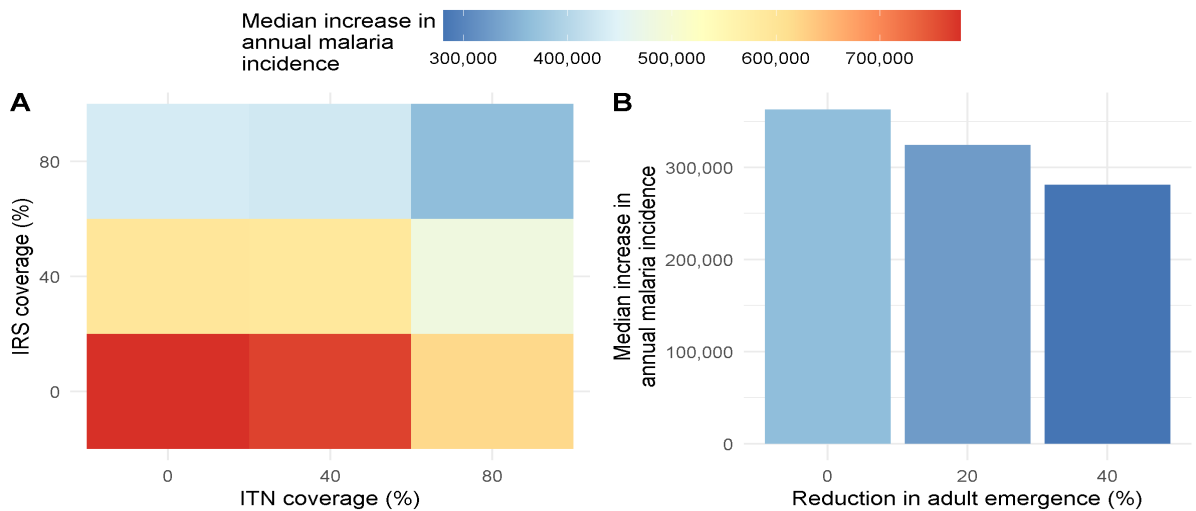 Median increase in
annual malaria
incidence
300,000 400,000 500,000 600,000 700,000
A
IRS coverage (%)
80
40
0
0 40 80
ITN coverage (%)
B
Median increase in
annual malaria incidence
300,000
200,000
100,000
0
0 20 40
Reduction in adult emergence (%)